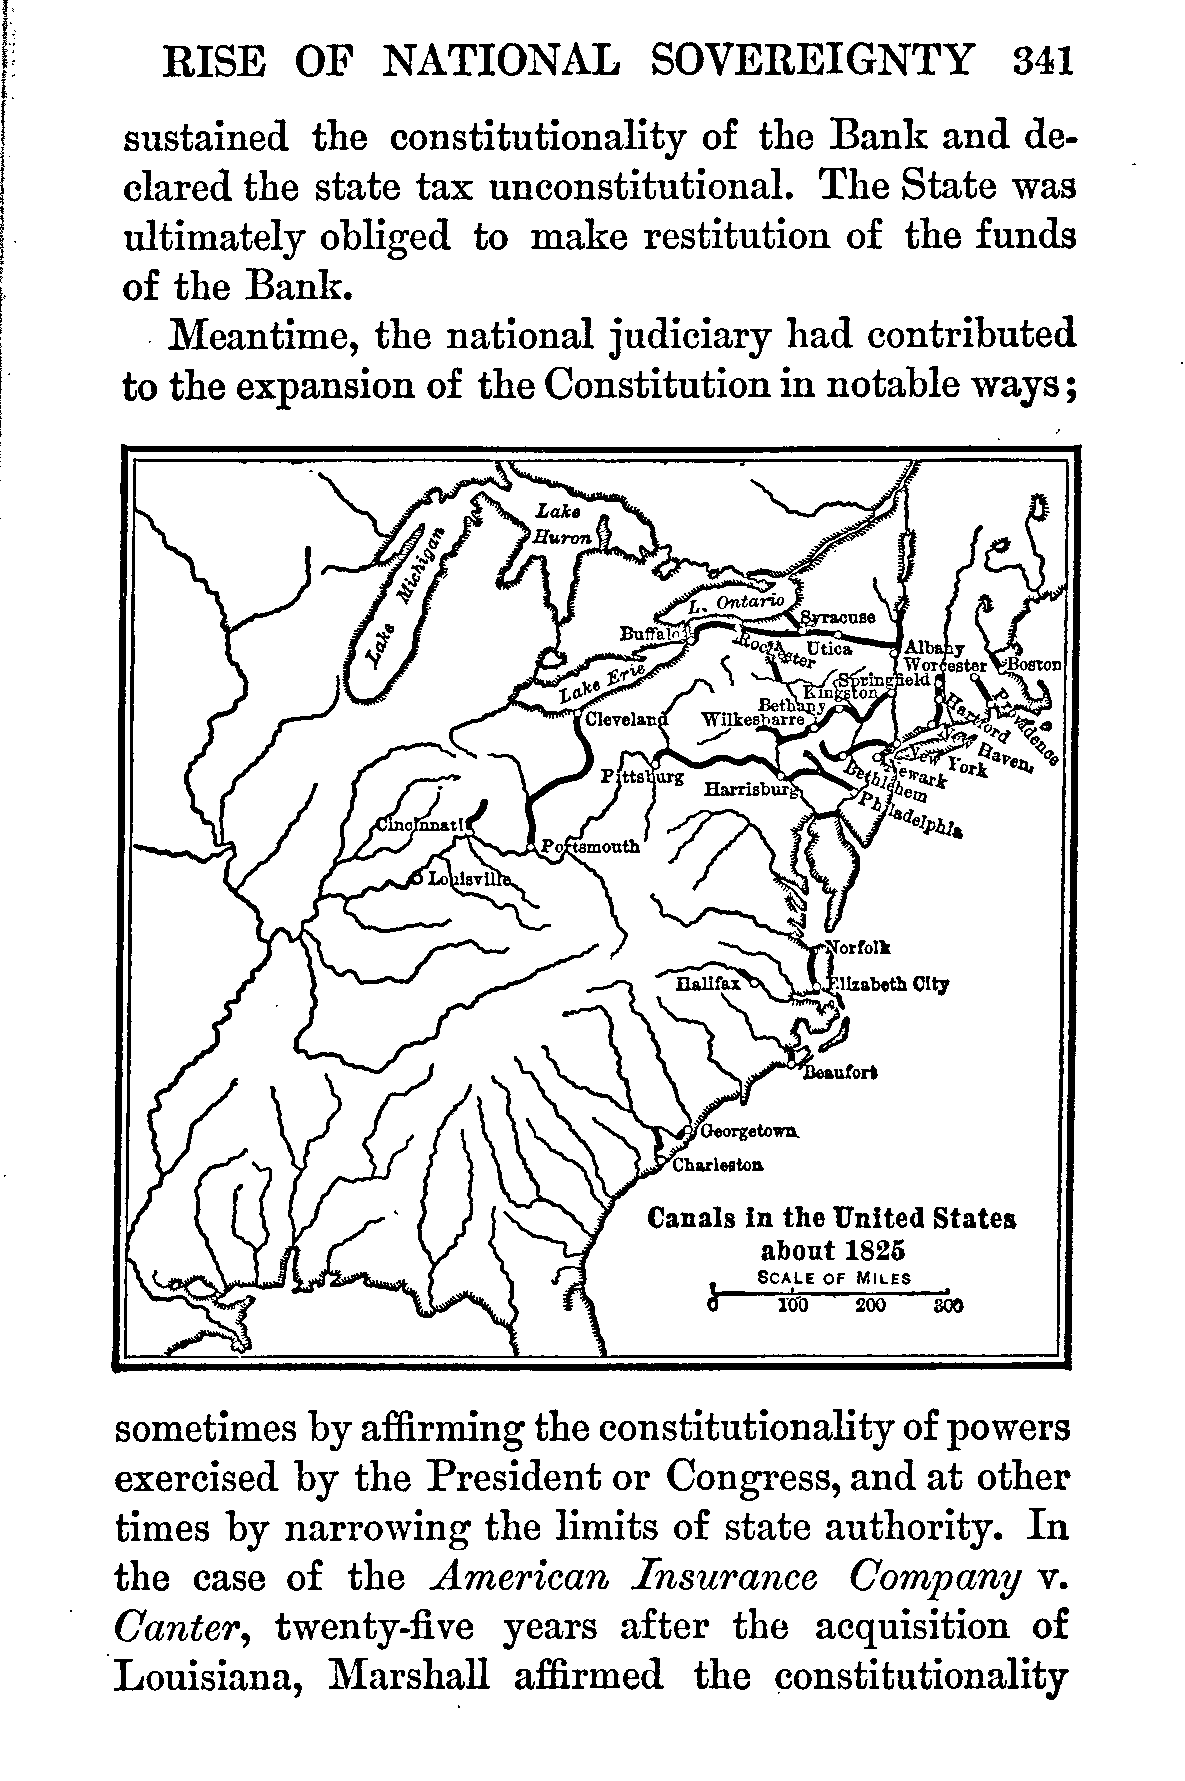 RISE OF NATIONAL SOVEREIGNTY 341
sustained the constitutionality of the Bank and de-
clared the state tax unconstitutional. The State was
ultimately obliged to make restitution of the funds
of the Bank.
Meantime, the national judiciary had contributed
to the expansion of the Constitution in notable ways;
Lake
Huron
Lake Michigan
L. Ontario
Syracuse
Buffalo
Rochester
Utica
Albany
Worcester
Boston
Lake Erie
Springfield
Kingston
Bethany
Cleveland
Wilkesbarre
Hartford
Providence
New Haven
New York
Newark
Pittsburg
Harrisburg
Bethlehem
Philadelphia
Cincinnati
Portsmouth
Louisville
Norfolk
Halifax
Elizabeth City
Beaufort
Georgetown
Charleston
Canals in the United States
about 1825
SCALE OF MILES
0 100 200 300
sometimes by affirming the constitutionality of powers
exercised by the President or Congress, and at other
times by narrowing the limits of state authority. In
the case of the American Insurance Company v.
Canter, twenty-five years after the acquisition of
Louisiana, Marshall affirmed the constitutionality